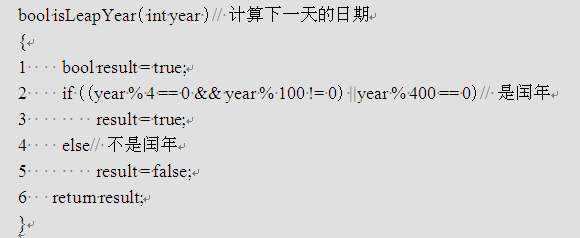 bool isLeapYear( int year )// 计算下一天的日期
{
1    bool result = true;
2    if ((year % 4 == 0 && year % 100 != 0) ||year % 400 == 0)// 是闰年
3        result = true;
4    else// 不是闰年
5        result = false;
6    return result;
}